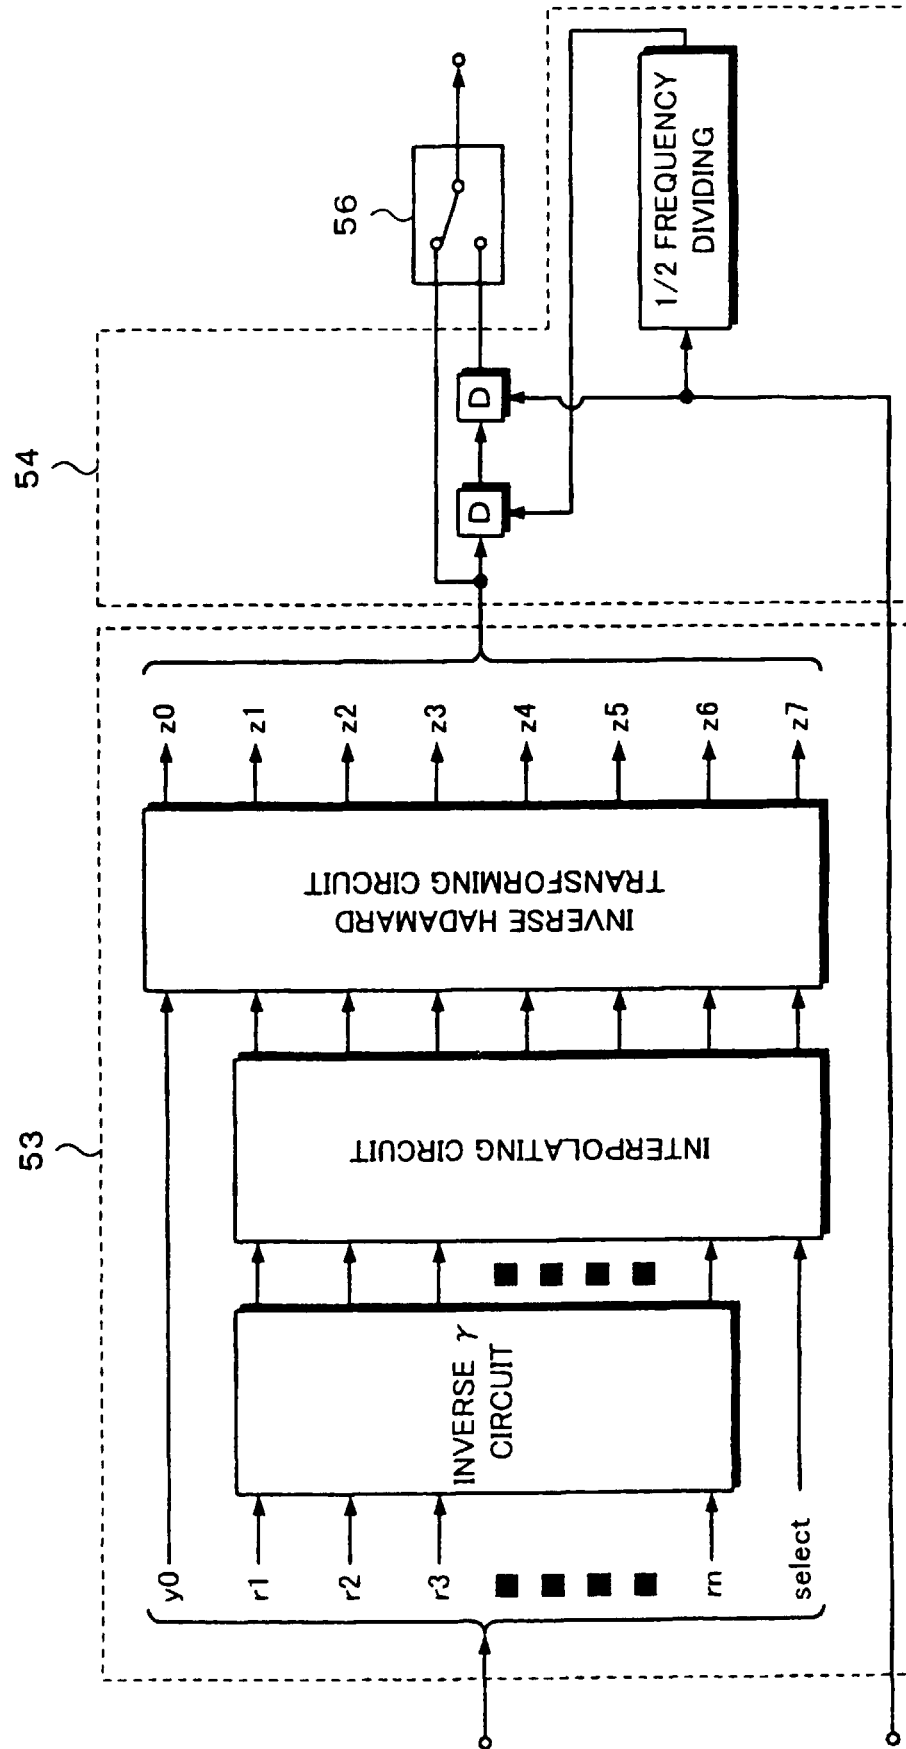 53
54
56
y0
r1
r2
r3
rn
select
INVERSE γ
CIRCUIT
INTERPOLATING CIRCUIT
INVERSE HADAMARD
TRANSFORMING CIRCUIT
z0
z1
z2
z3
z4
z5
z6
z7
D
D
1/2 FREQUENCY
DIVIDING